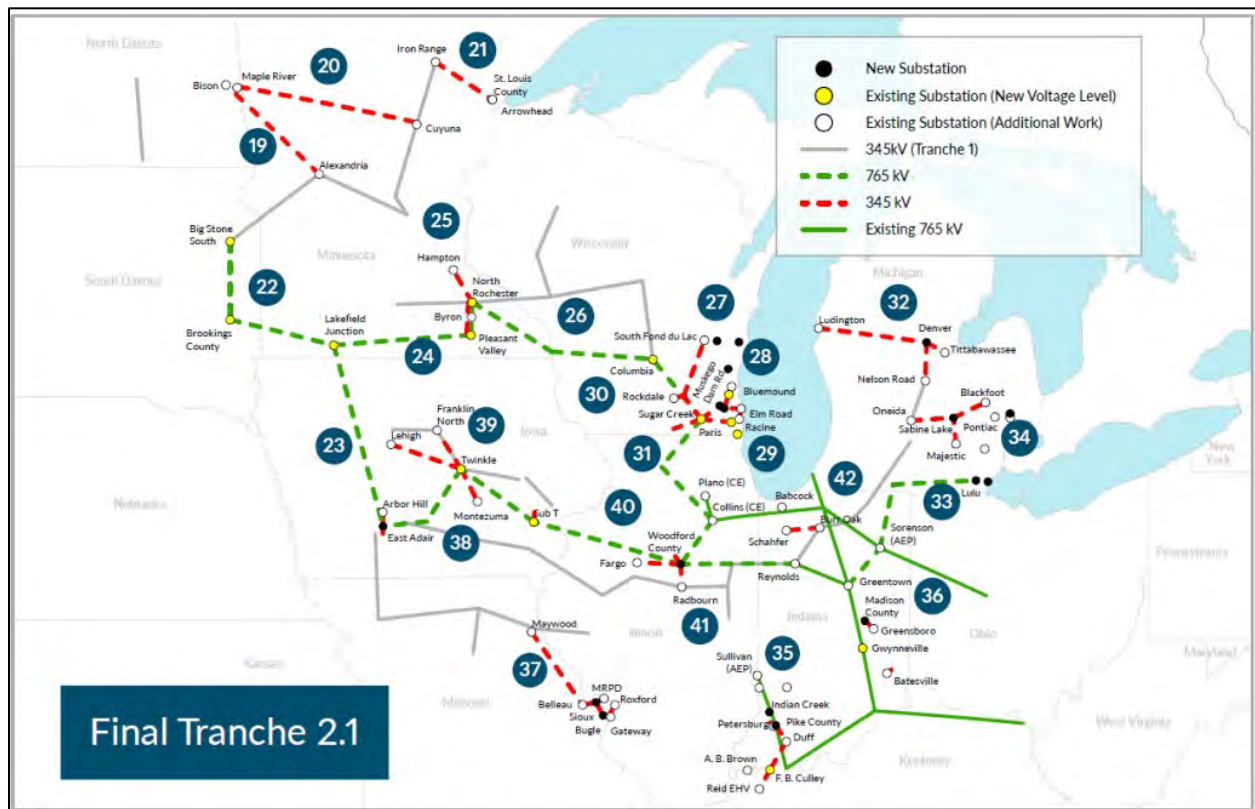 North Dakota
Iron Range
21
20
Maple River
Bison
St. Louis
County
Arrowhead
Cuyuna
19
Alexandria
New Substation
Existing Substation (New Voltage Level)
Existing Substation (Additional Work)
345kV (Tranche 1)
765 kV
345 kV
Existing 765 kV
25
Big Stone
South
Minnesota
Wisconsin
Michigan
Hampton
South Dakota
22
North
Rochester
26
27
32
Ludington
Denver
Tittabawassee
Byron
Lakefield
Junction
South Fond du Lac
Brookings
County
24
Pleasant
Valley
28
Columbia
Muskego
Dam Rd
Bluemound
Nelson Road
Blackfoot
30
Rockdale
Sugar Creek
Elm Road
Racine
Paris
Oneida
Sabine Lake
Pontiac
34
Majestic
New
York
Franklin
North
39
Lehigh
Iowa
23
Twinkle
31
29
42
33
Lulu
Nebraska
Plano (CE)
Babcock
Arbor Hill
Montezuma
40
Sub T
Collins (CE)
Burr Oak
Schahfer
Sorenson
(AEP)
Pennsylvania
East Adair
38
Woodford
County
Fargo
Reynolds
Greentown
Radbourn
36
Madison
County
Indiana
Ohio
Greensboro
Maywood
Illinois
41
Gwynneville
Kansas
37
Sullivan
(AEP)
35
Batesville
Maryland
Missouri
MRPD
Belleau
Roxford
Sioux
Bugle
Gateway
Indian Creek
Petersburg
Pike County
Duff
West Virginia
A. B. Brown
F. B. Culley
Reid EHV
Kentucky
Final Tranche 2.1